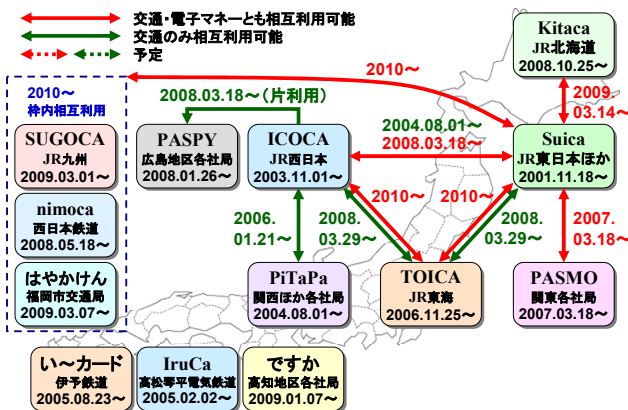 交通・電子マネーとも相互利用可能
交通のみ相互利用可能
予定
Kitaca
JR北海道
2008.10.25～
2010～
枠内相互利用
2010～
2008.03.18～(片利用)
2009.
03.14～
SUGOCA
JR九州
2009.03.01～
PASPY
広島地区各社局
2008.01.26～
ICOCA
JR西日本
2003.11.01～
2004.08.01～
2008.03.18～
Suica
JR東日本ほか
2001.11.18～
nimoca
西日本鉄道
2008.05.18～
2010～
2010～
2006.
01.21～
2008.
03.29～
2008.
03.29～
2007.
03.18～
はやかけん
福岡市交通局
2009.03.07～
PiTaPa
関西ほか各社局
2004.08.01～
TOICA
JR東海
2006.11.25～
PASMO
関東各社局
2007.03.18～
い～カード
伊予鉄道
2005.08.23～
IruCa
高松琴平電気鉄道
2005.02.02～
ですか
高知地区各社局
2009.01.07～